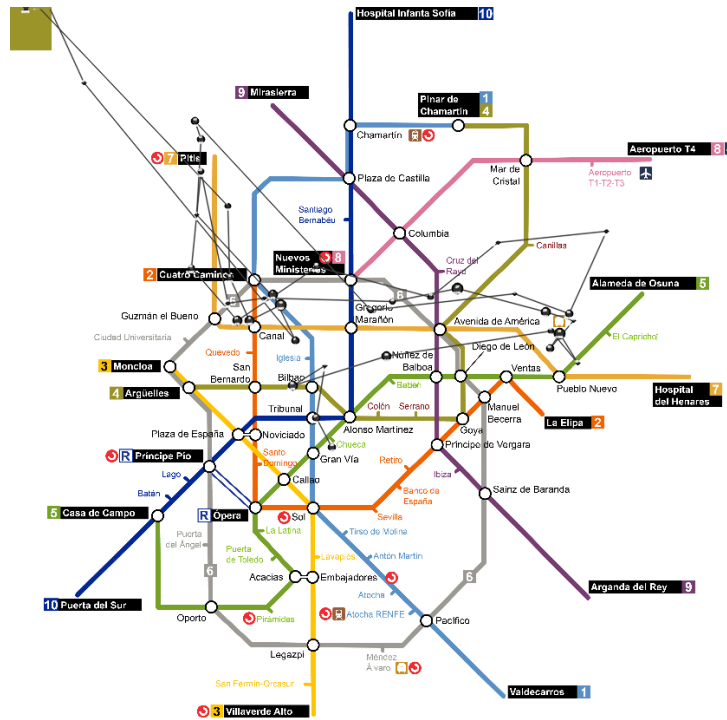 Hospital Infanta Sofía 10
9 Mirasierra
Pinar de 1
Chamartín 4
Chamartín
7 Pitis
Aeropuerto T4 8
Mar de
Cristal
Aeropuerto
T1-T2-T3
Plaza de Castilla
Santiago
Bernabéu
Columbia
Canillas
Cruz del
Rayo
Nuevos 8
Ministerios
2 Cuatro Caminos
6
6
Alameda de Osuna 5
Gregorio
Marañón
Guzmán el Bueno
Avenida de América
El Capricho
Ciudad Universitaria
Canal
Diego de León
Quevedo
Iglesia
Núñez de
Balboa
Ventas
3 Moncloa
San
Bernardo
Bilbao
Pueblo Nuevo
Hospital 7
del Henares
4 Argüelles
Manuel
Becerra
Colón
Serrano
Tribunal
La Elipa 2
Alonso Martínez
Goya
Plaza de España
Noviciado
Chueca
Príncipe de Vergara
R Príncipe Pío
Gran Vía
Santo
Domingo
Retiro
Ibiza
Lago
Callao
Batán
Banco de
España
Sainz de Baranda
5 Casa de Campo
R Ópera
Sol
Sevilla
La Latina
Tirso de Molina
Puerta
del Ángel
Puerta
de Toledo
Lavapiés
Antón Martín
6
6
Acacias
Embajadores
Arganda del Rey 9
Atocha
10 Puerta del Sur
Oporto
Pirámides
Atocha RENFE
Pacífico
Legazpi
Méndez
Álvaro
San Fermín-Orcasur
Valdecarros 1
3 Villaverde Alto